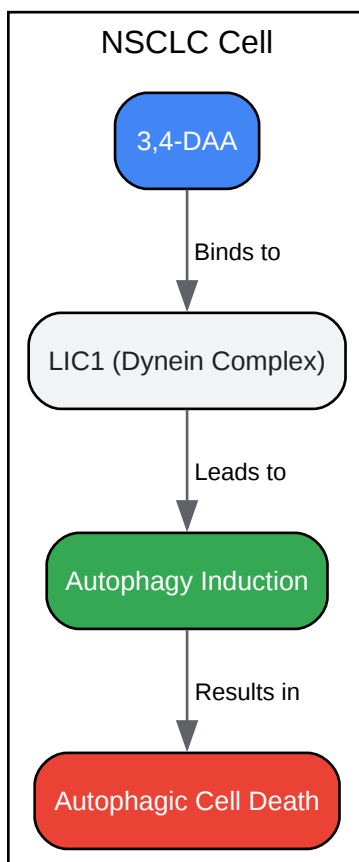 NSCLC Cell
3,4-DAA
Binds to
LIC1 (Dynein Complex)
Leads to
Autophagy Induction
Results in
Autophagic Cell Death